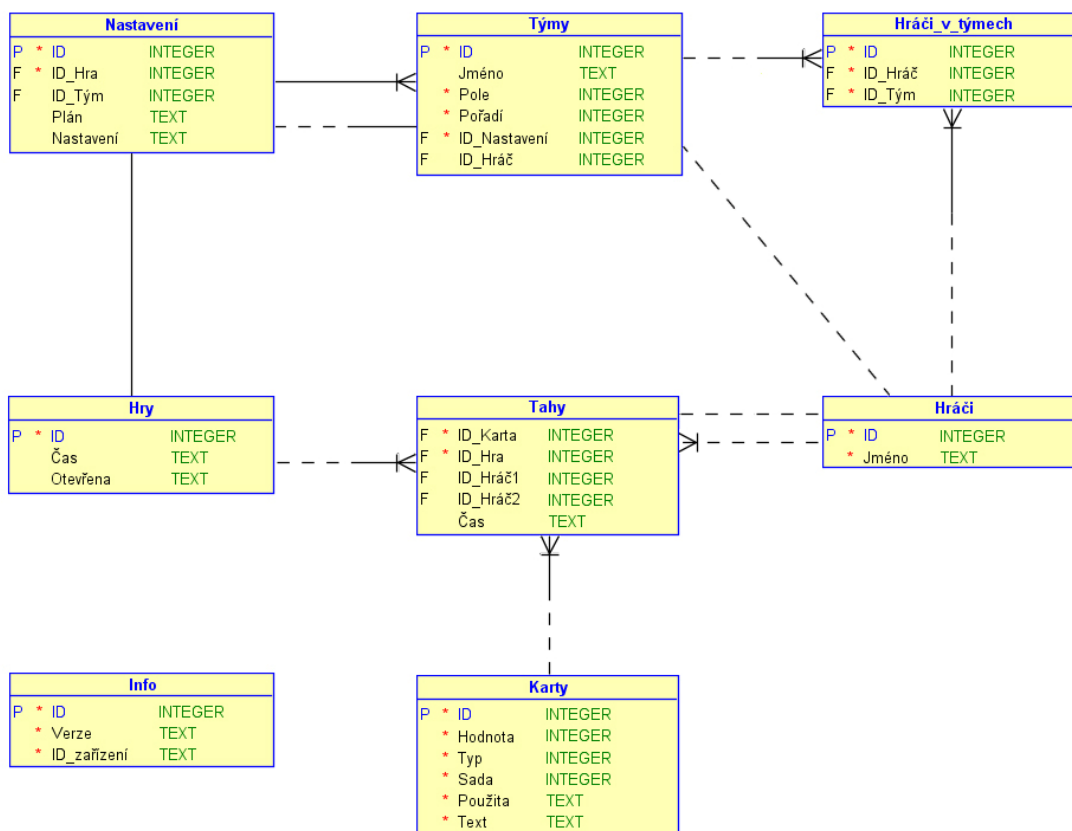 Nastavení
P * ID INTEGER
F * ID_Hra INTEGER
F ID_Tým INTEGER
Plán TEXT
Nastavení TEXT
Týmy
P * ID INTEGER
Jméno TEXT
* Pole INTEGER
* Pořadí INTEGER
F * ID_Nastavení INTEGER
F ID_Hráč INTEGER
Hráči_v_týmech
P * ID INTEGER
F * ID_Hráč INTEGER
F * ID_Tým INTEGER
Hry
P * ID INTEGER
Čas TEXT
Otevřena TEXT
Tahy
F * ID_Karta INTEGER
F * ID_Hra INTEGER
F ID_Hráč1 INTEGER
F ID_Hráč2 INTEGER
Čas TEXT
Hráči
P * ID INTEGER
* Jméno TEXT
Info
P * ID INTEGER
* Verze TEXT
* ID_zařízení TEXT
Karty
P * ID INTEGER
* Hodnota INTEGER
* Typ INTEGER
* Sada INTEGER
* Použita TEXT
* Text TEXT